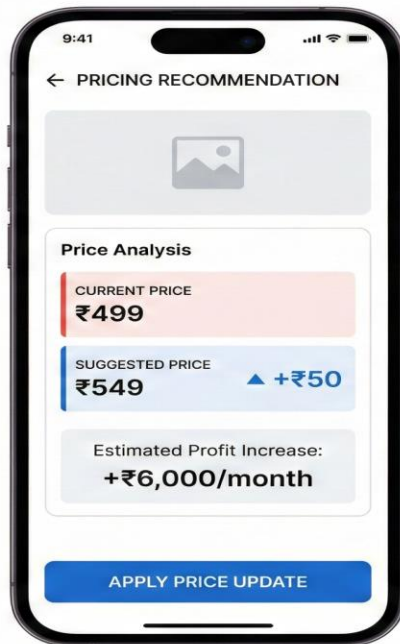 9:41
← PRICING RECOMMENDATION
Price Analysis
CURRENT PRICE
₹499
SUGGESTED PRICE
₹549 ▲ +₹50
Estimated Profit Increase:
+₹6,000/month
APPLY PRICE UPDATE